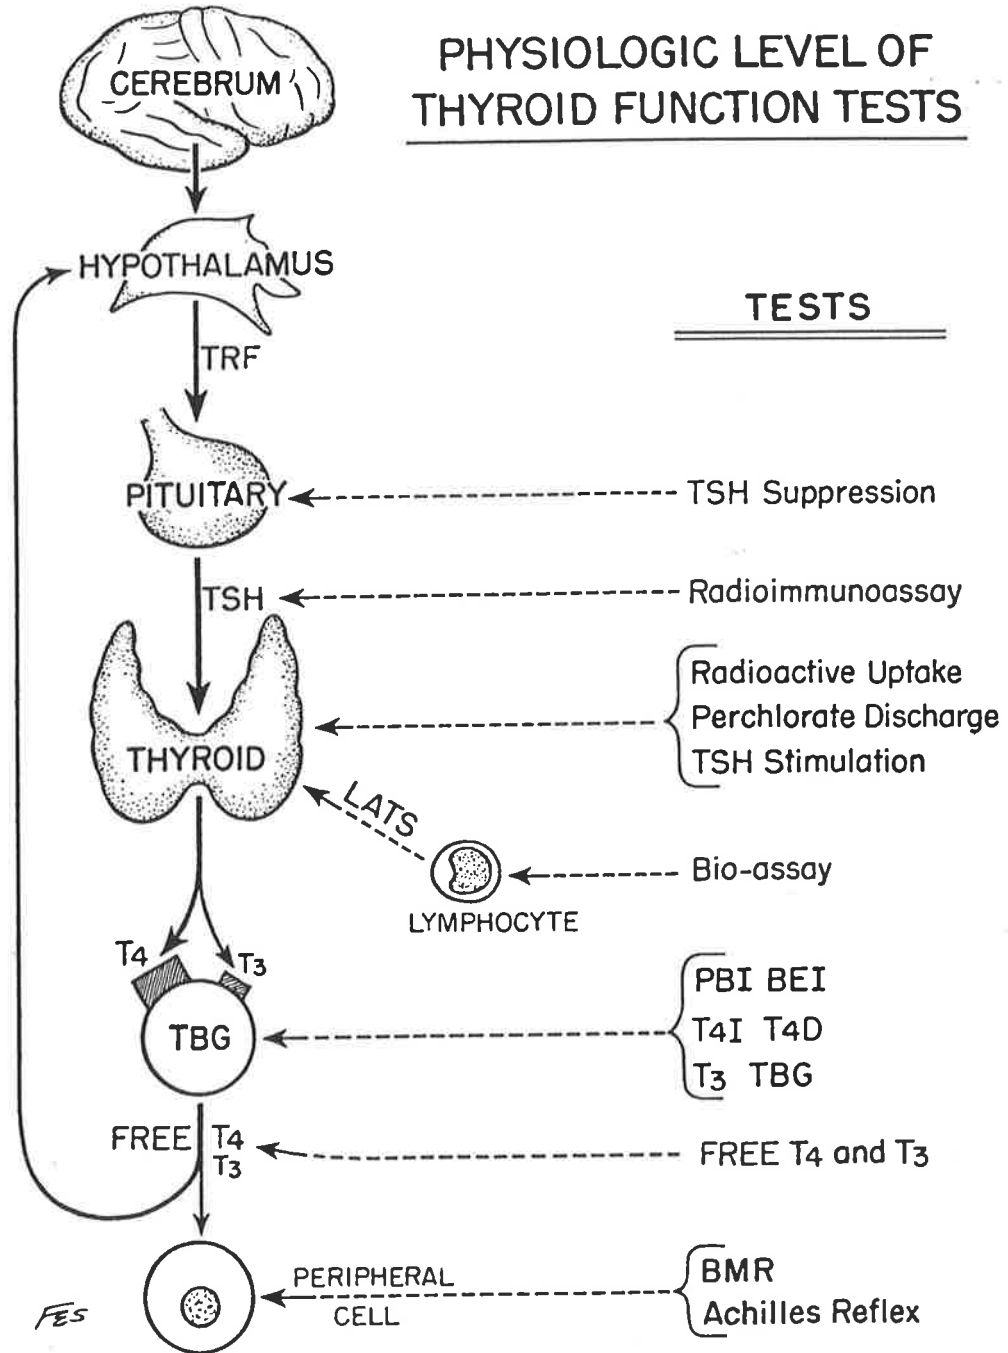 PHYSIOLOGIC LEVEL OF
THYROID FUNCTION TESTS
CEREBRUM
HYPOTHALAMUS
TESTS
TRF
PITUITARY
TSH Suppression
TSH
Radioimmunoassay
Radioactive Uptake
Perchlorate Discharge
TSH Stimulation
THYROID
LATS
Bio-assay
LYMPHOCYTE
T4
T3
PBI BEI
T4I T4D
T3 TBG
TBG
FREE T4
T3
FREE T4 and T3
PERIPHERAL
CELL
BMR
Achilles Reflex
FES